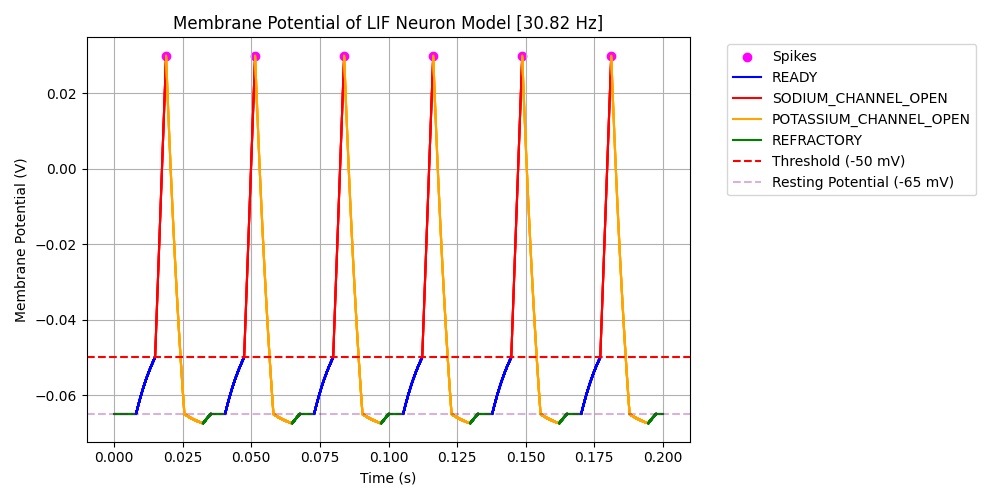 Membrane Potential of LIF Neuron Model [30.82 Hz]
Membrane Potential (V)
0.02
0.00
−0.02
−0.04
−0.06
0.000
0.025
0.050
0.075
0.100
0.125
0.150
0.175
0.200
Time (s)
Spikes
READY
SODIUM_CHANNEL_OPEN
POTASSIUM_CHANNEL_OPEN
REFRACTORY
Threshold (-50 mV)
Resting Potential (-65 mV)